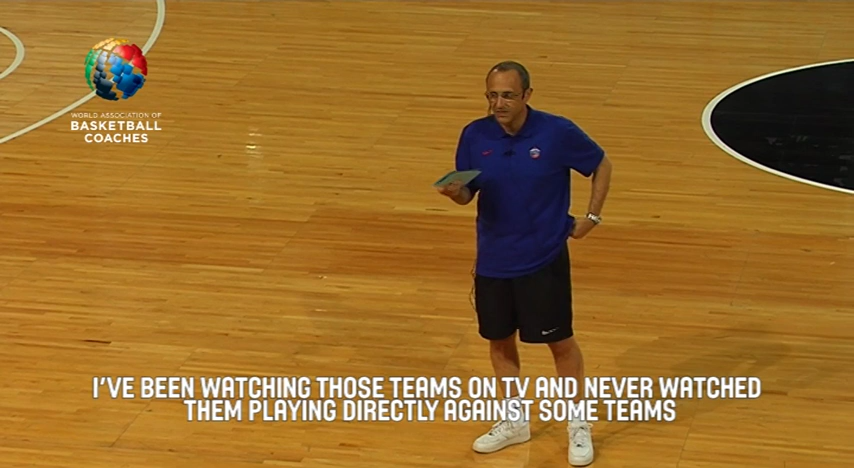 WORLD ASSOCIATION OF
BASKETBALL
COACHES
I'VE BEEN WATCHING THOSE TEAMS ON TV AND NEVER WATCHED
THEM PLAYING DIRECTLY AGAINST SOME TEAMS